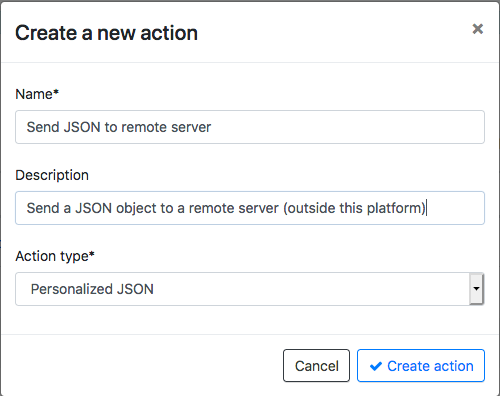 Create a new action
Name*
Send JSON to remote server
Description
Send a JSON object to a remote server (outside this platform)
Action type*
Personalized JSON
Cancel
Create action